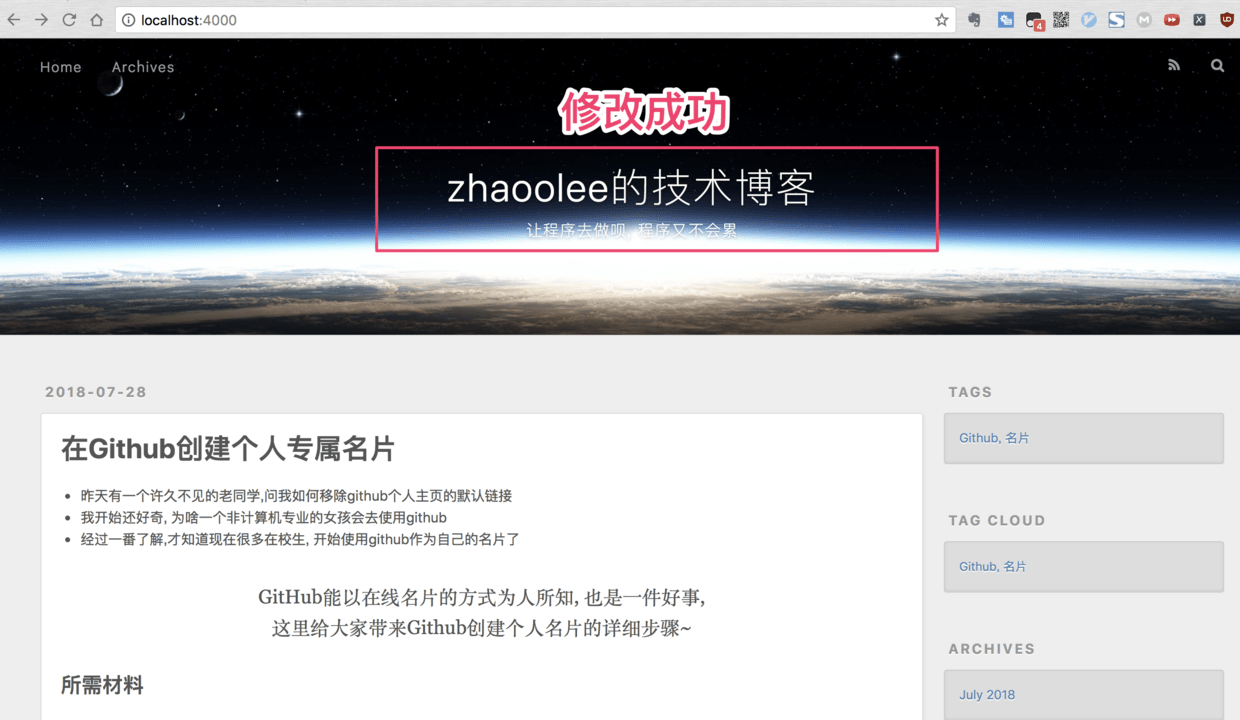 localhost:4000
4
Home Archives
修改成功
zhaoolee的技术博客
让程序去做呗, 程序又不会累
2018-07-28
在Github创建个人专属名片
昨天有一个许久不见的老同学,问我如何移除github个人主页的默认链接
我开始还好奇, 为啥一个非计算机专业的女孩会去使用github
经过一番了解,才知道现在很多在校生, 开始使用github作为自己的名片了
GitHub能以在线名片的方式为人所知, 也是一件好事,
这里给大家带来Github创建个人名片的详细步骤~
所需材料
TAGS
Github, 名片
TAG CLOUD
Github, 名片
ARCHIVES
July 2018